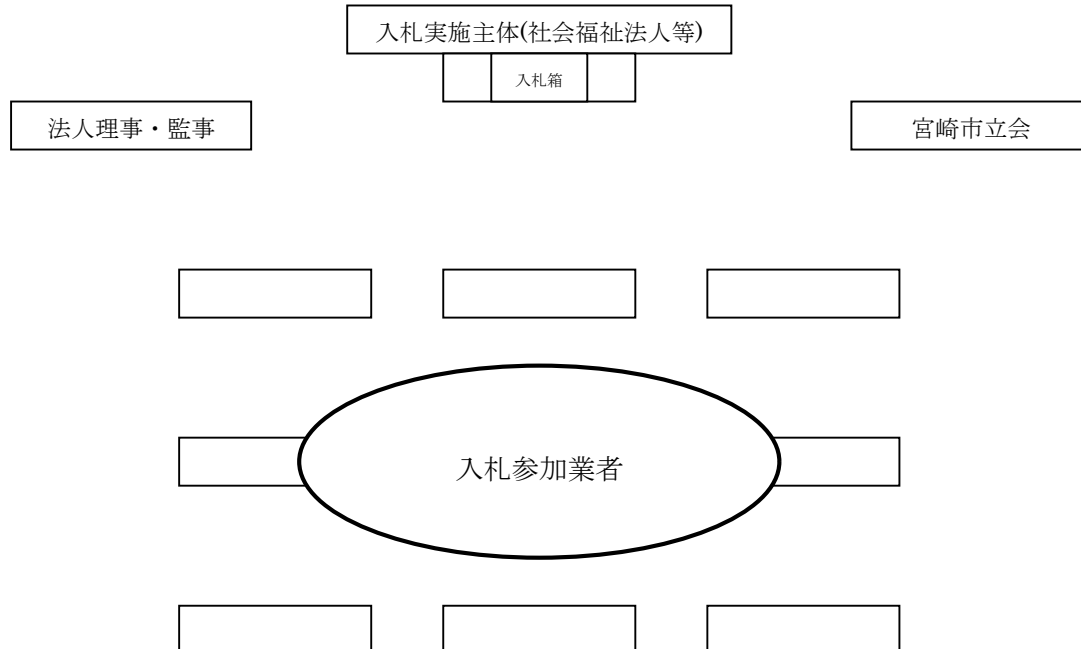 入札実施主体(社会福祉法人等)
入札箱
法人理事・監事
宮崎市立会
入札参加業者